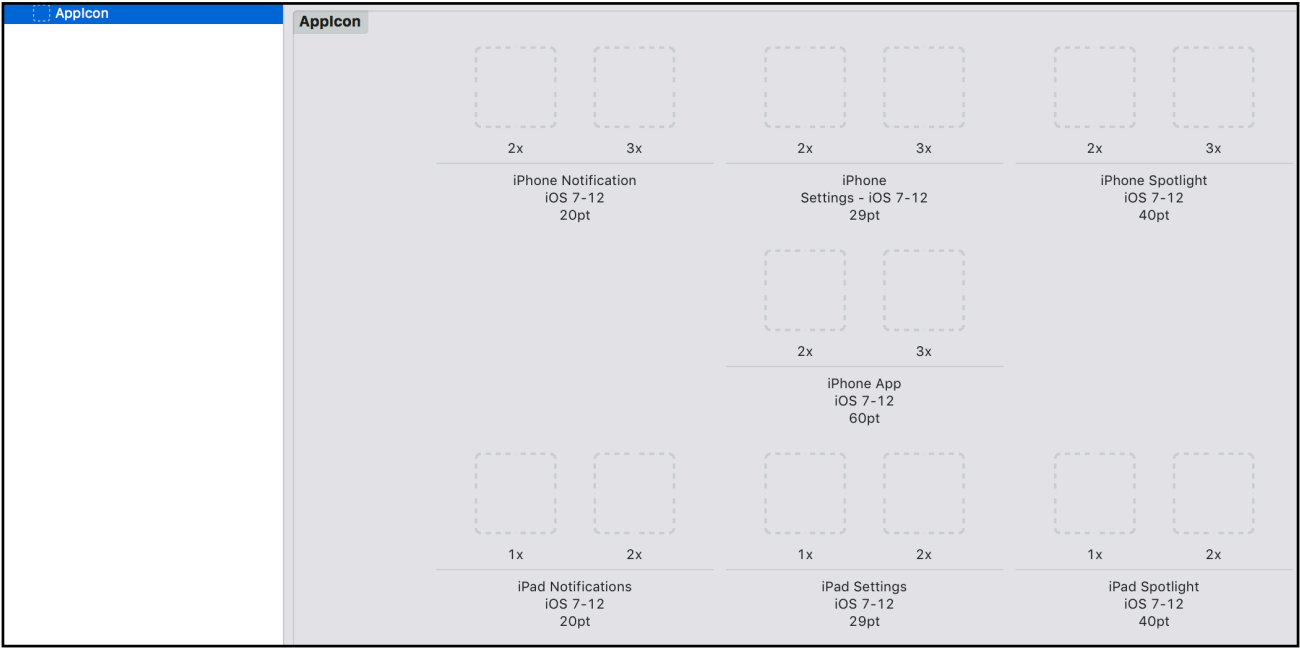 AppIcon
AppIcon
2x 3x 2x 3x 2x 3x
iPhone Notification
iOS 7-12
20pt
iPhone
Settings - iOS 7-12
29pt
iPhone Spotlight
iOS 7-12
40pt
2x 3x
iPhone App
iOS 7-12
60pt
1x 2x 1x 2x 1x 2x
iPad Notifications
iOS 7-12
20pt
iPad Settings
iOS 7-12
29pt
iPad Spotlight
iOS 7-12
40pt